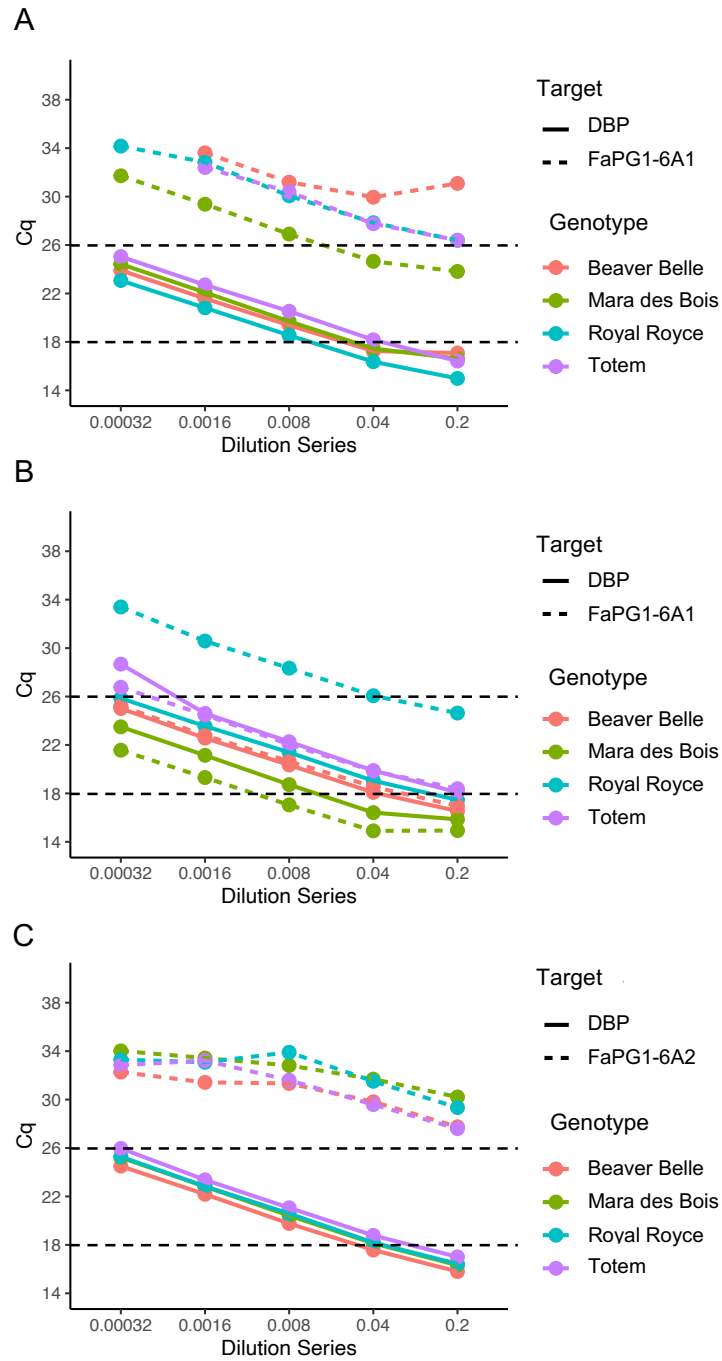 A
38
34
30
26
22
18
14
Cq
0.00032 0.0016 0.008 0.04 0.2
Dilution Series
Target
DBP
FaPG1-6A1
Genotype
Beaver Belle
Mara des Bois
Royal Royce
Totem
B
38
34
30
26
22
18
14
Cq
0.00032 0.0016 0.008 0.04 0.2
Dilution Series
Target
DBP
FaPG1-6A1
Genotype
Beaver Belle
Mara des Bois
Royal Royce
Totem
C
38
34
30
26
22
18
14
Cq
0.00032 0.0016 0.008 0.04 0.2
Dilution Series
Target
DBP
FaPG1-6A2
Genotype
Beaver Belle
Mara des Bois
Royal Royce
Totem